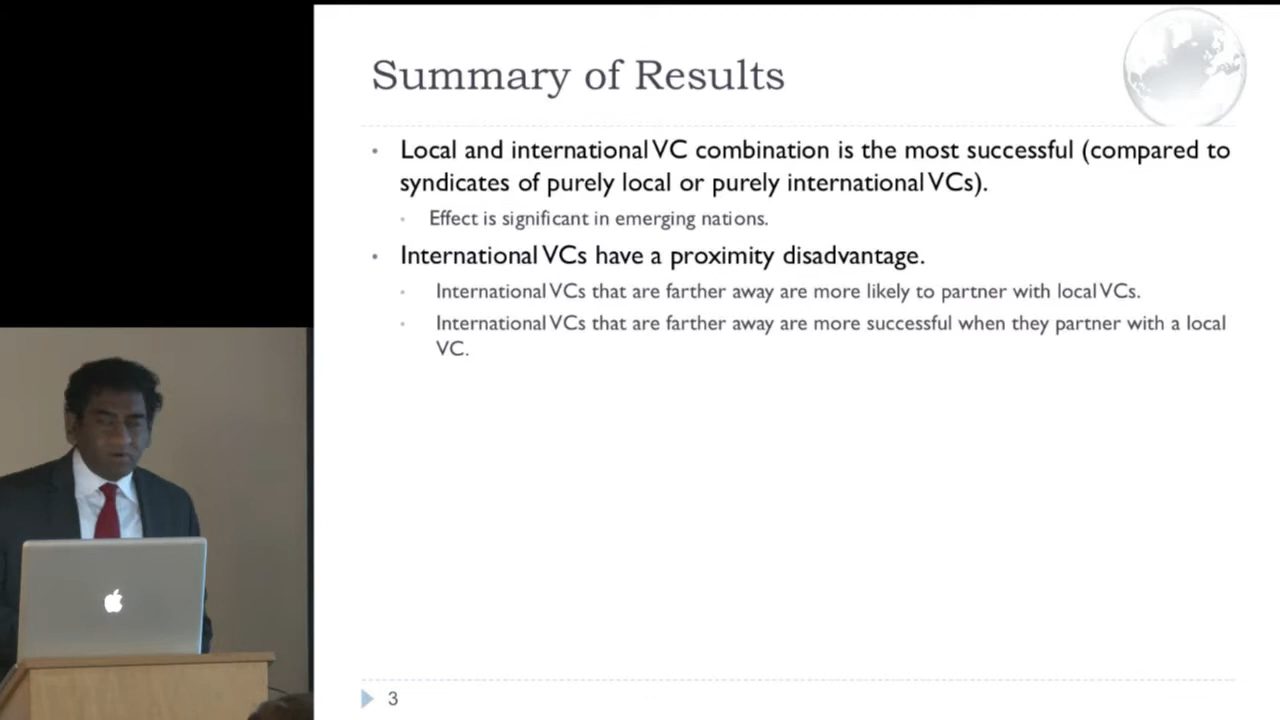 Summary of Results
• Local and international VC combination is the most successful (compared to
syndicates of purely local or purely international VCs).
• Effect is significant in emerging nations.
• International VCs have a proximity disadvantage.
• International VCs that are farther away are more likely to partner with local VCs.
• International VCs that are farther away are more successful when they partner with a local
VC.
3